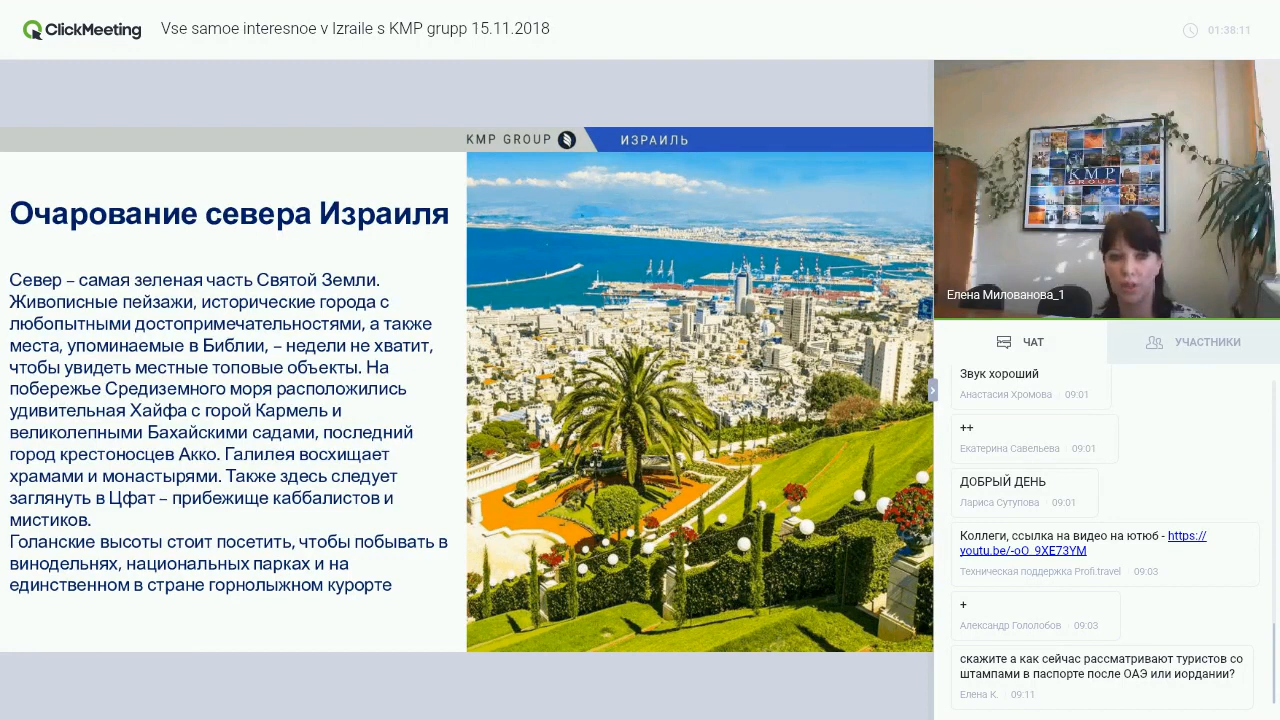 ClickMeeting
Vse samoe interesnoe v Izraile s KMP grupp 15.11.2018
01:38:11
KMP GROUP
ИЗРАИЛЬ
Очарование севера Израиля
Север – самая зеленая часть Святой Земли.
Живописные пейзажи, исторические города с
любопытными достопримечательностями, а также
места, упоминаемые в Библии, – недели не хватит,
чтобы увидеть местные топовые объекты. На
побережье Средиземного моря расположились
удивительная Хайфа с горой Кармель и
великолепными Бахайскими садами, последний
город крестоносцев Акко. Галилея восхищает
храмами и монастырями. Также здесь следует
заглянуть в Цфат – прибежище каббалистов и
мистиков.
Голанские высоты стоит посетить, чтобы побывать в
винодельнях, национальных парках и на
единственном в стране горнолыжном курорте
KMP
GROUP
Елена Милованова_1
ЧАТ
УЧАСТНИКИ
Звук хороший
Анастасия Хромова · 09:01
++
Екатерина Савельева · 09:01
ДОБРЫЙ ДЕНЬ
Лариса Сутупова · 09:01
Коллеги, ссылка на видео на ютюб - https://
youtu.be/-oO_9XE73YM
Техническая поддержка Profi.travel · 09:03
+
Александр Гололобов · 09:03
скажите а как сейчас рассматривают туристов со
штампами в паспорте после ОАЭ или иордании?
Елена К. · 09:11